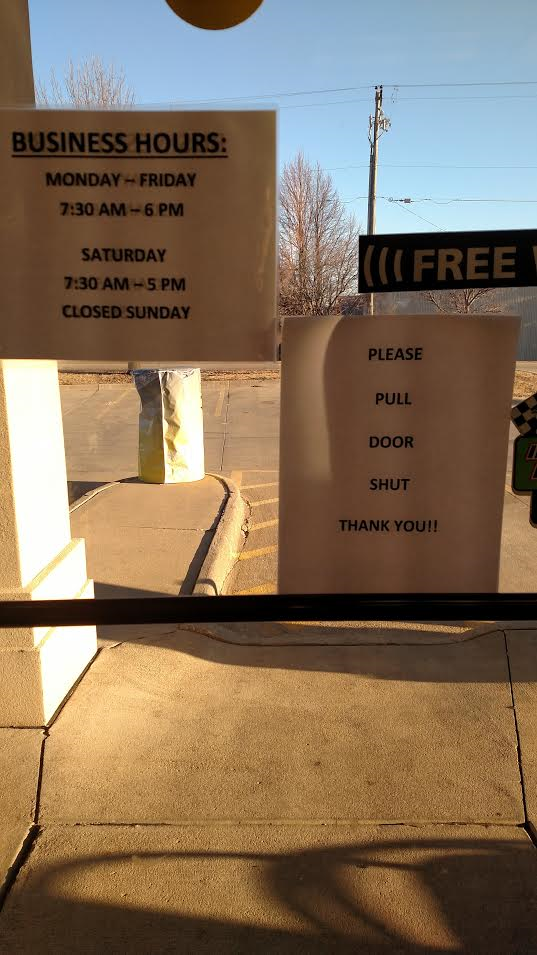 BUSINESS HOURS:
MONDAY – FRIDAY
7:30 AM – 6 PM
SATURDAY
7:30 AM – 5 PM
CLOSED SUNDAY
FREE
PLEASE
PULL
DOOR
SHUT
THANK YOU!!